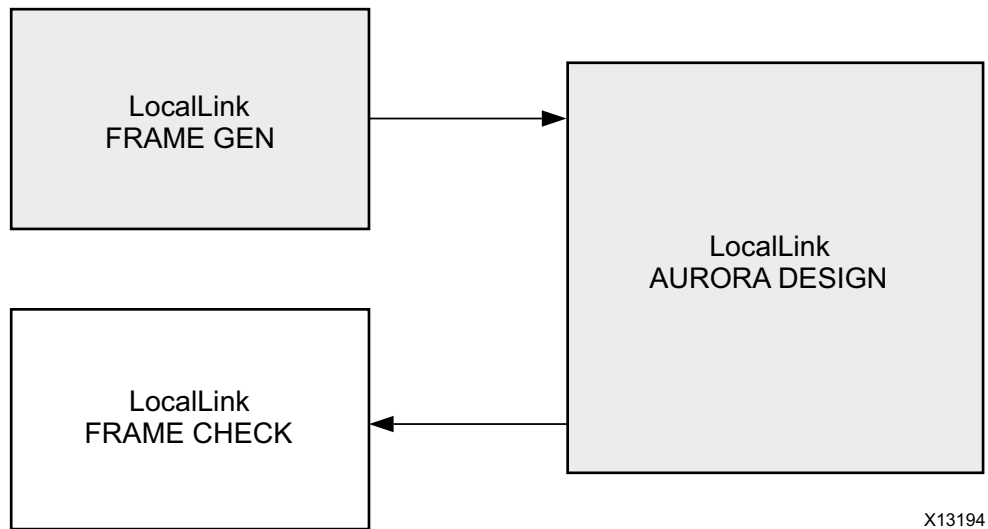 LocalLink
FRAME GEN
LocalLink
AURORA DESIGN
LocalLink
FRAME CHECK
X13194